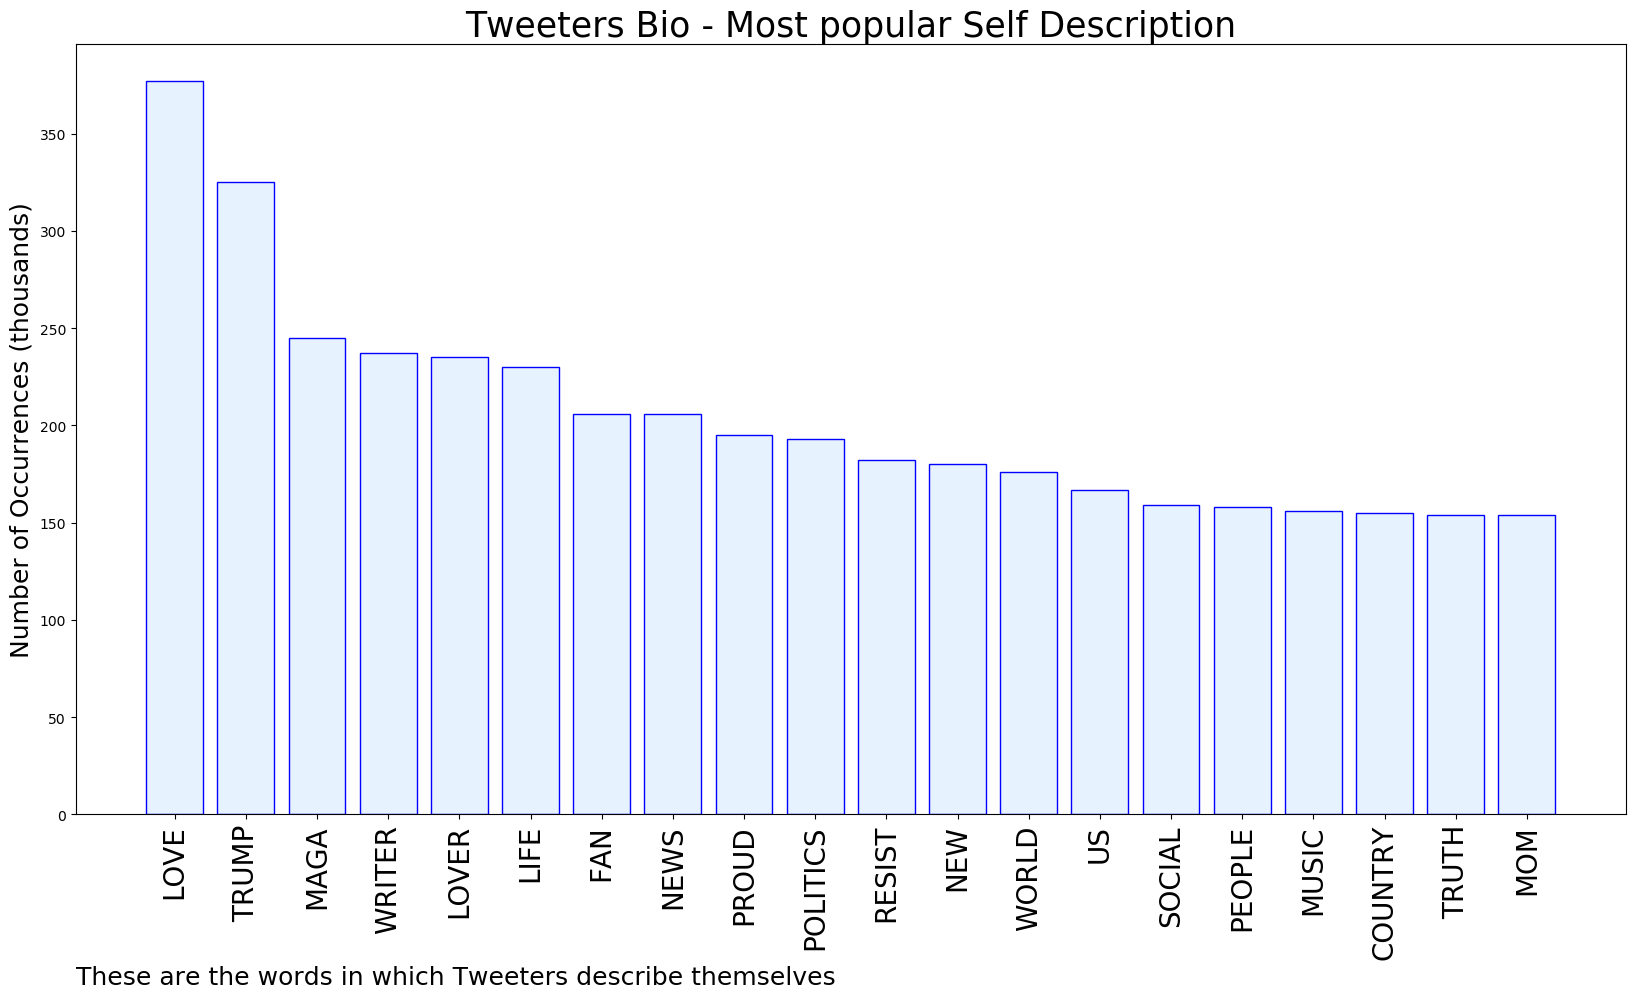 Tweeters Bio - Most popular Self Description
Number of Occurrences (thousands)
350
300
250
200
150
100
50
0
LOVE
TRUMP
MAGA
WRITER
LOVER
LIFE
FAN
NEWS
PROUD
POLITICS
RESIST
NEW
WORLD
US
SOCIAL
PEOPLE
MUSIC
COUNTRY
TRUTH
MOM
These are the words in which Tweeters describe themselves